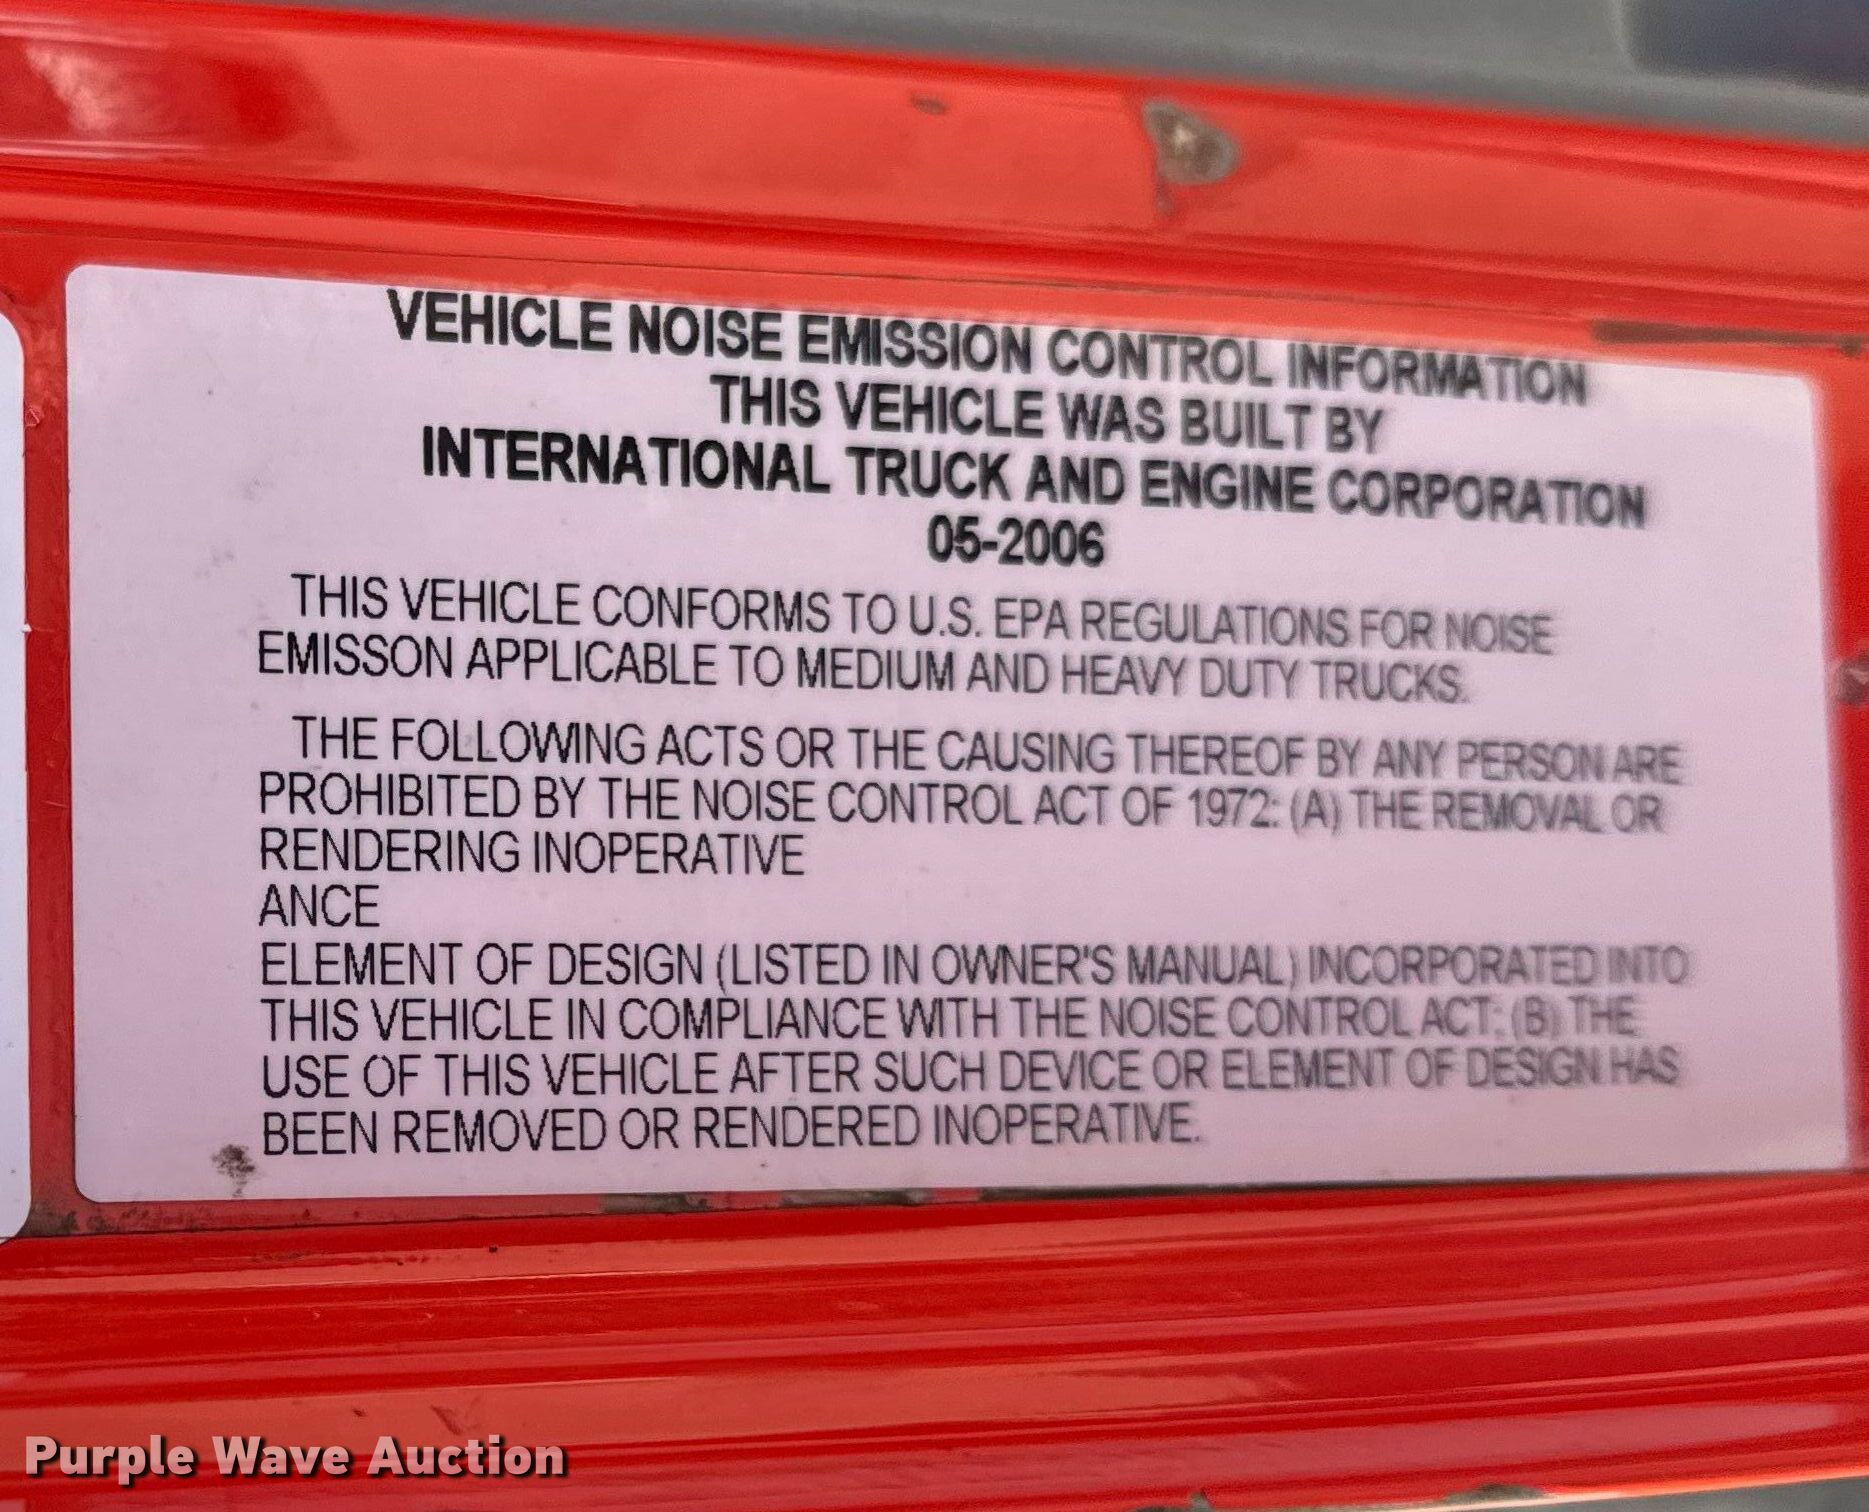 VEHICLE NOISE EMISSION CONTROL INFORMATION
THIS VEHICLE WAS BUILT BY
INTERNATIONAL TRUCK AND ENGINE CORPORATION
05-2006
THIS VEHICLE CONFORMS TO U.S. EPA REGULATIONS FOR NOISE
EMISSON APPLICABLE TO MEDIUM AND HEAVY DUTY TRUCKS.
THE FOLLOWING ACTS OR THE CAUSING THEREOF BY ANY PERSON ARE
PROHIBITED BY THE NOISE CONTROL ACT OF 1972: (A) THE REMOVAL OR
RENDERING INOPERATIVE
ANCE
ELEMENT OF DESIGN (LISTED IN OWNER'S MANUAL) INCORPORATED INTO
THIS VEHICLE IN COMPLIANCE WITH THE NOISE CONTROL ACT: (B) THE
USE OF THIS VEHICLE AFTER SUCH DEVICE OR ELEMENT OF DESIGN HAS
BEEN REMOVED OR RENDERED INOPERATIVE.
Purple Wave Auction